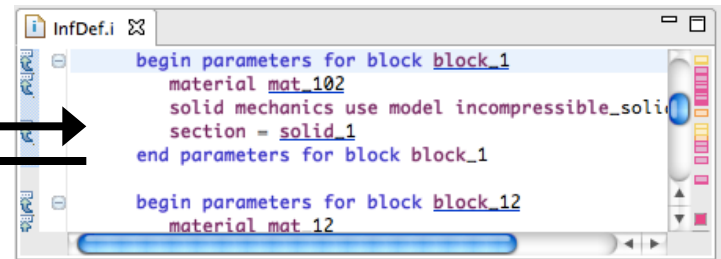 InfDef.i
begin parameters for block block_1
material mat_102
solid mechanics use model incompressible_solid
section = solid_1
end parameters for block block_1
begin parameters for block block_12
material mat_12